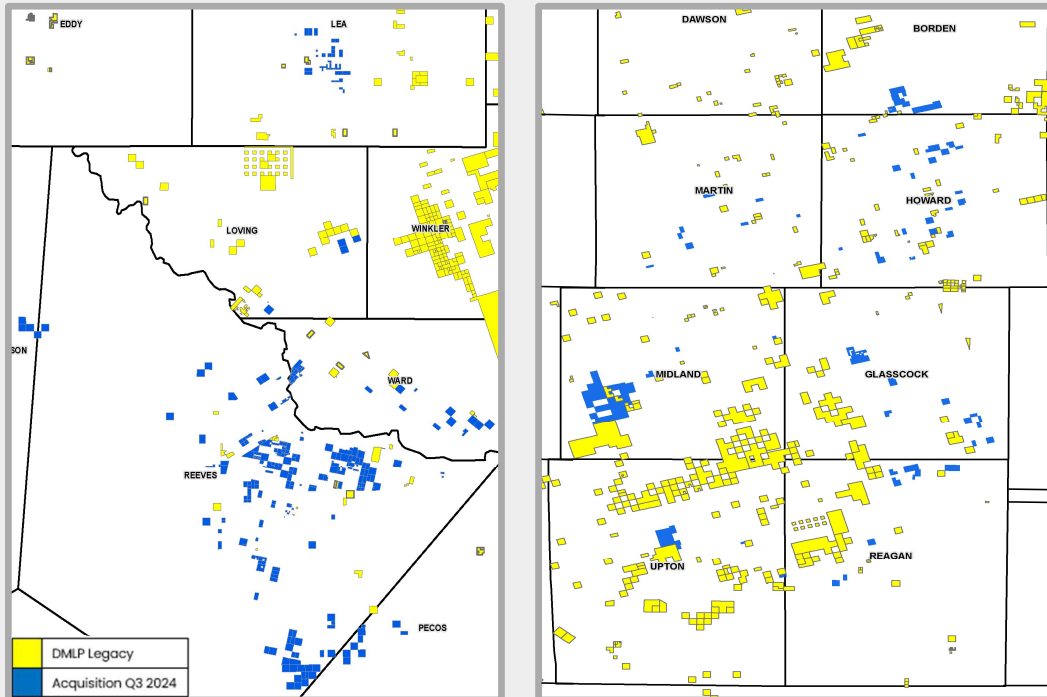 EDDY
LEA
LOVING
WINKLER
SON
WARD
REEVES
PECOS
DMLP Legacy
Acquisition Q3 2024
DAWSON
BORDEN
MARTIN
HOWARD
MIDLAND
GLASSCOCK
UPTON
REAGAN